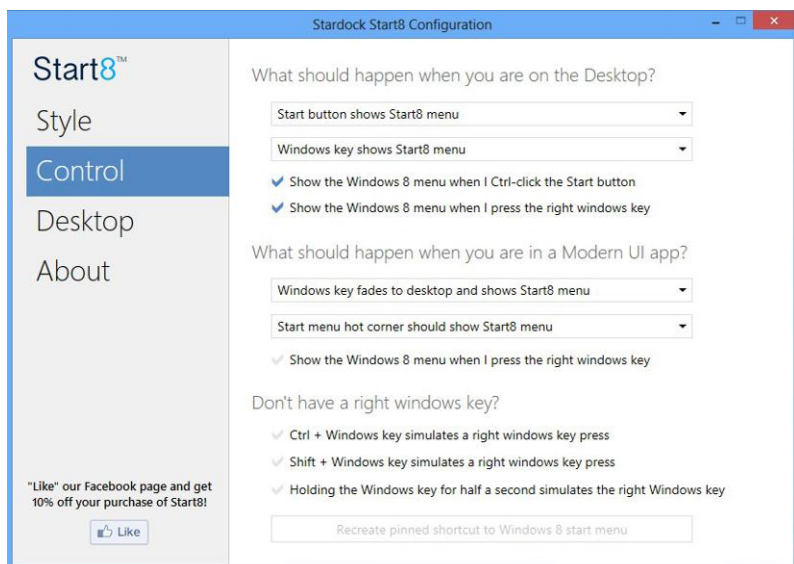 Stardock Start8 Configuration
Start8™
Style
Control
Desktop
About
"Like" our Facebook page and get
10% off your purchase of Start8!
Like
What should happen when you are on the Desktop?
Start button shows Start8 menu
Windows key shows Start8 menu
Show the Windows 8 menu when I Ctrl-click the Start button
Show the Windows 8 menu when I press the right windows key
What should happen when you are in a Modern UI app?
Windows key fades to desktop and shows Start8 menu
Start menu hot corner should show Start8 menu
Show the Windows 8 menu when I press the right windows key
Don't have a right windows key?
Ctrl + Windows key simulates a right windows key press
Shift + Windows key simulates a right windows key press
Holding the Windows key for half a second simulates the right Windows key
Recreate pinned shortcut to Windows 8 start menu